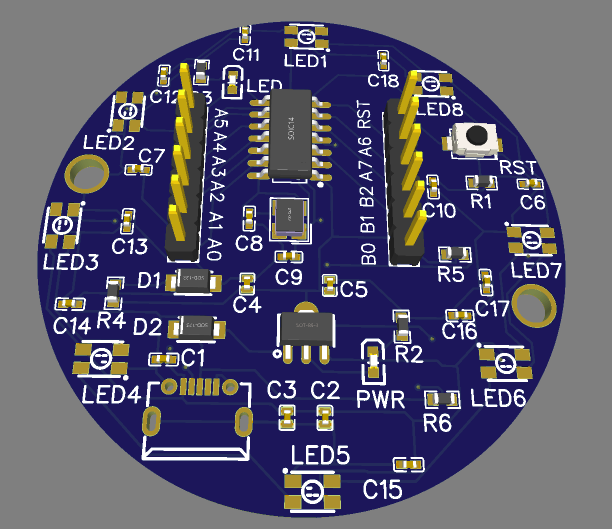 C11
LED1
C18
C12
LED
LED8
LED2
A5 A4 A3 A2 A1 A0
SOIC14
B0 B1 B2 A7 A6 RST
RST
C7
R1
C6
C10
C13
C8
LED3
LED7
C9
R5
D1
C4
C5
C17
C14
R4
D2
C16
R2
C1
LED4
PWR
LED6
C3
C2
R6
LED5
C15